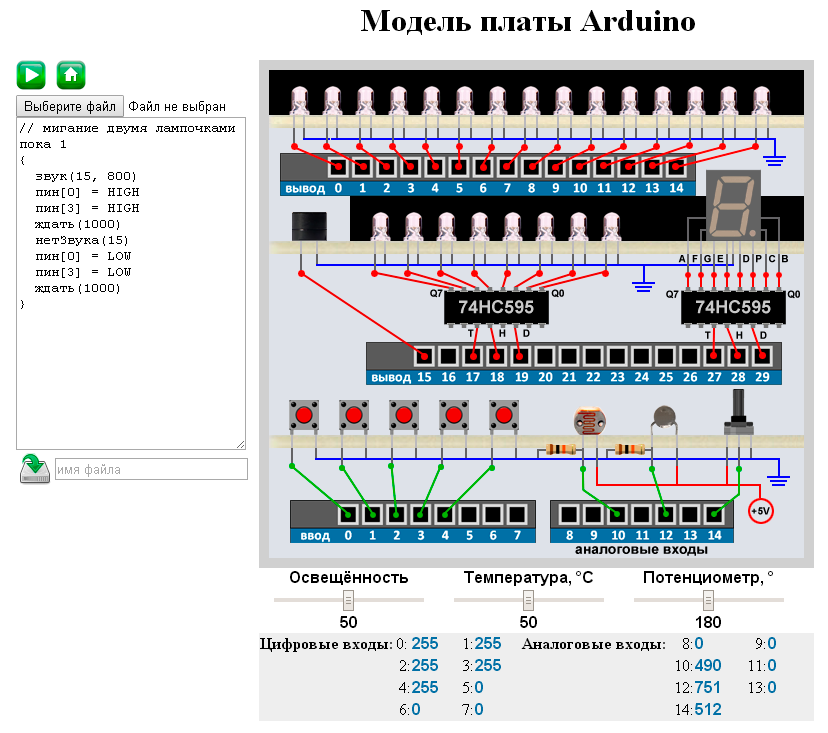 Модель платы Arduino
Выберите файл Файл не выбран
// мигание двумя лампочками
пока 1
{
звук(15, 800)
пин[0] = HIGH
пин[3] = HIGH
ждать(1000)
нетЗвука(15)
пин[0] = LOW
пин[3] = LOW
ждать(1000)
}
имя файла
вывод 0 1 2 3 4 5 6 7 8 9 10 11 12 13 14
A F G E D P C B
Q7 74HC595 Q0
T H D
Q7 74HC595 Q0
T H D
вывод 15 16 17 18 19 20 21 22 23 24 25 26 27 28 29
+5V
ввод 0 1 2 3 4 5 6 7
8 9 10 11 12 13 14
аналоговые входы
Освещённость Температура, °C Потенциометр, °
50 50 180
Цифровые входы: 0: 255 1: 255 Аналоговые входы: 8: 0 9: 0
2: 255 3: 255 10: 490 11: 0
4: 255 5: 0 12: 751 13: 0
6: 0 7: 0 14: 512